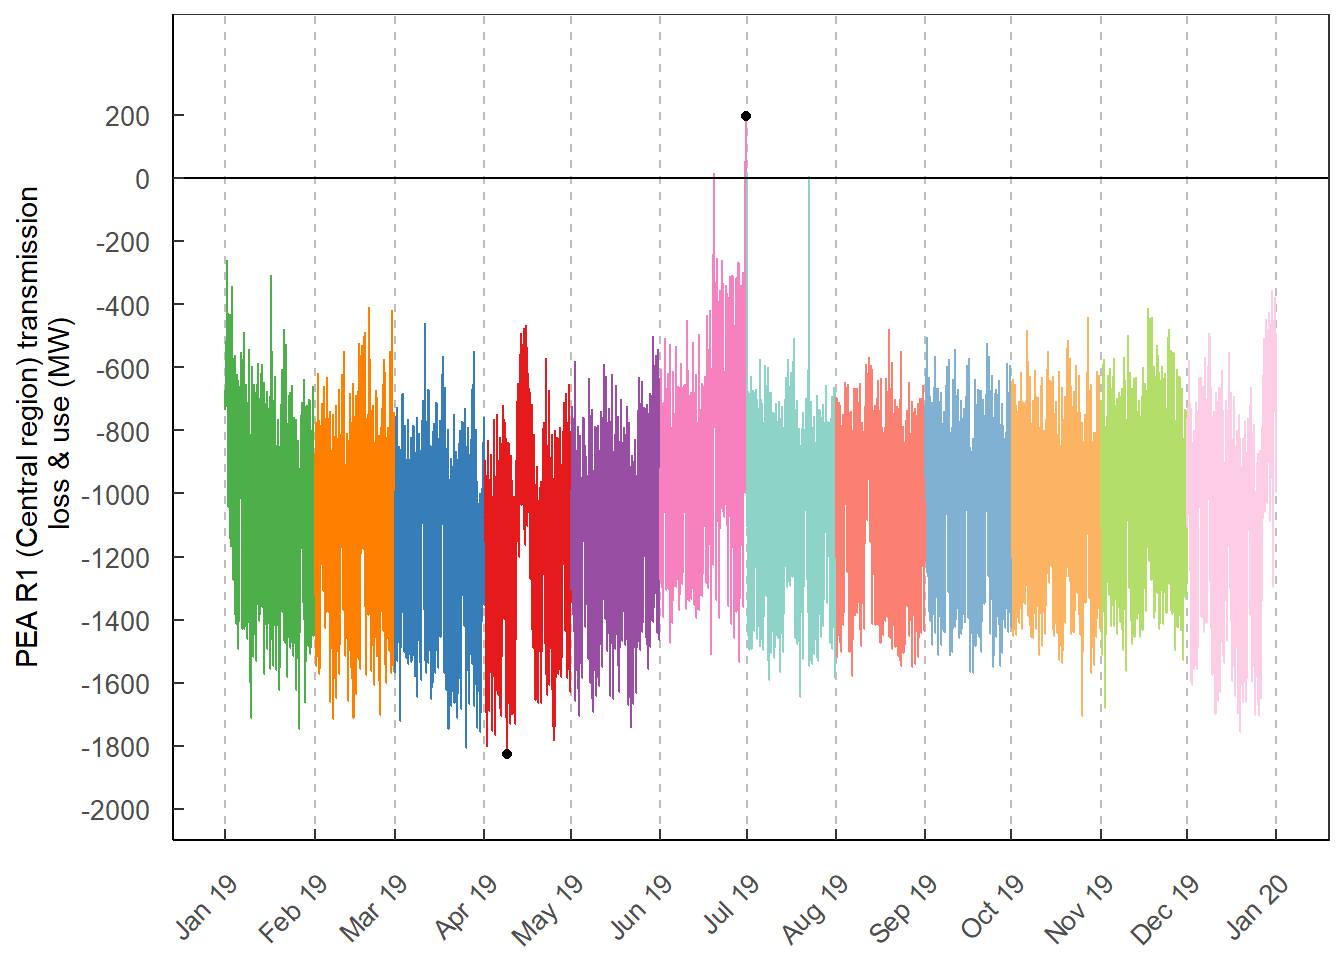 PEA R1 (Central region) transmission
loss & use (MW)
200
0
-200
-400
-600
-800
-1000
-1200
-1400
-1600
-1800
-2000
Jan 19
Feb 19
Mar 19
Apr 19
May 19
Jun 19
Jul 19
Aug 19
Sep 19
Oct 19
Nov 19
Dec 19
Jan 20